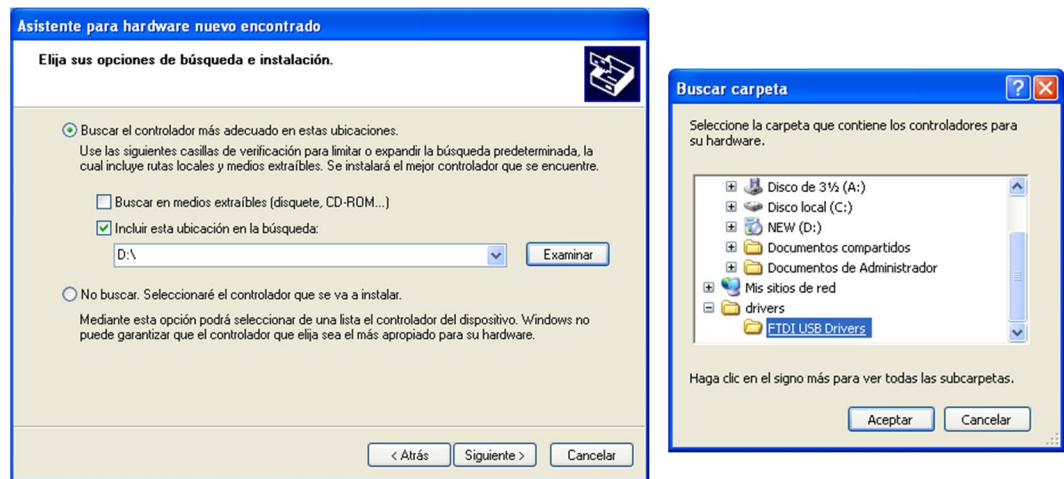 Asistente para hardware nuevo encontrado
Elija sus opciones de búsqueda e instalación.
Buscar el controlador más adecuado en estas ubicaciones.
Use las siguientes casillas de verificación para limitar o expandir la búsqueda predeterminada, la
cual incluye rutas locales y medios extraíbles. Se instalará el mejor controlador que se encuentre.
Buscar en medios extraíbles (disquete, CD-ROM...)
Incluir esta ubicación en la búsqueda:
D:\
Examinar
No buscar. Seleccionaré el controlador que se va a instalar.
Mediante esta opción podrá seleccionar de una lista el controlador del dispositivo. Windows no
puede garantizar que el controlador que elija sea el más apropiado para su hardware.
< Atrás
Siguiente >
Cancelar
Buscar carpeta
Seleccione la carpeta que contiene los controladores para
su hardware.
Disco de 3½ (A:)
Disco local (C:)
NEW (D:)
Documentos compartidos
Documentos de Administrador
Mis sitios de red
drivers
FTDI USB Drivers
Haga clic en el signo más para ver todas las subcarpetas.
Aceptar
Cancelar